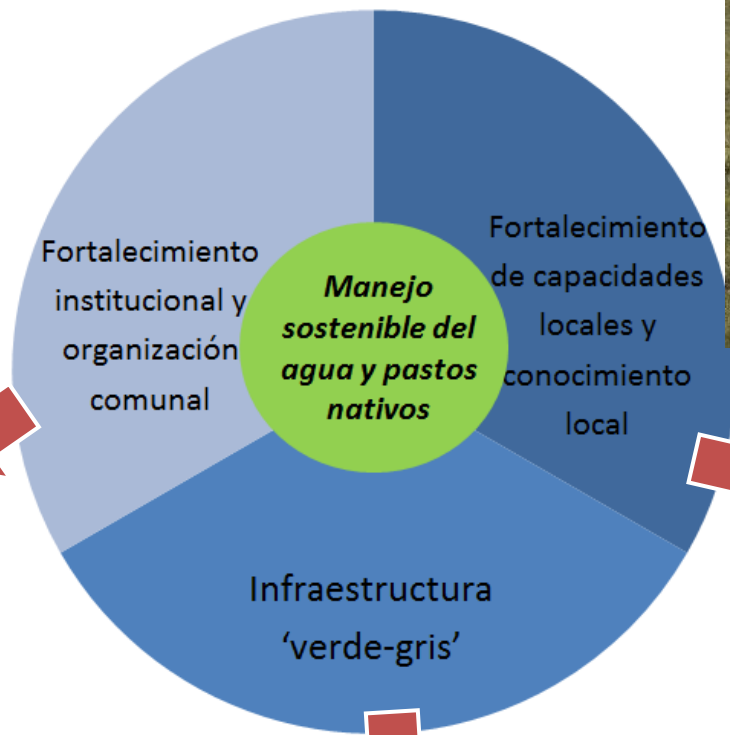 Fortalecimiento
institucional y
organización
comunal
Manejo
sostenible del
agua y pastos
nativos
Fortalecimiento
de capacidades
locales y
conocimiento
local
Infraestructura
‘verde-gris’